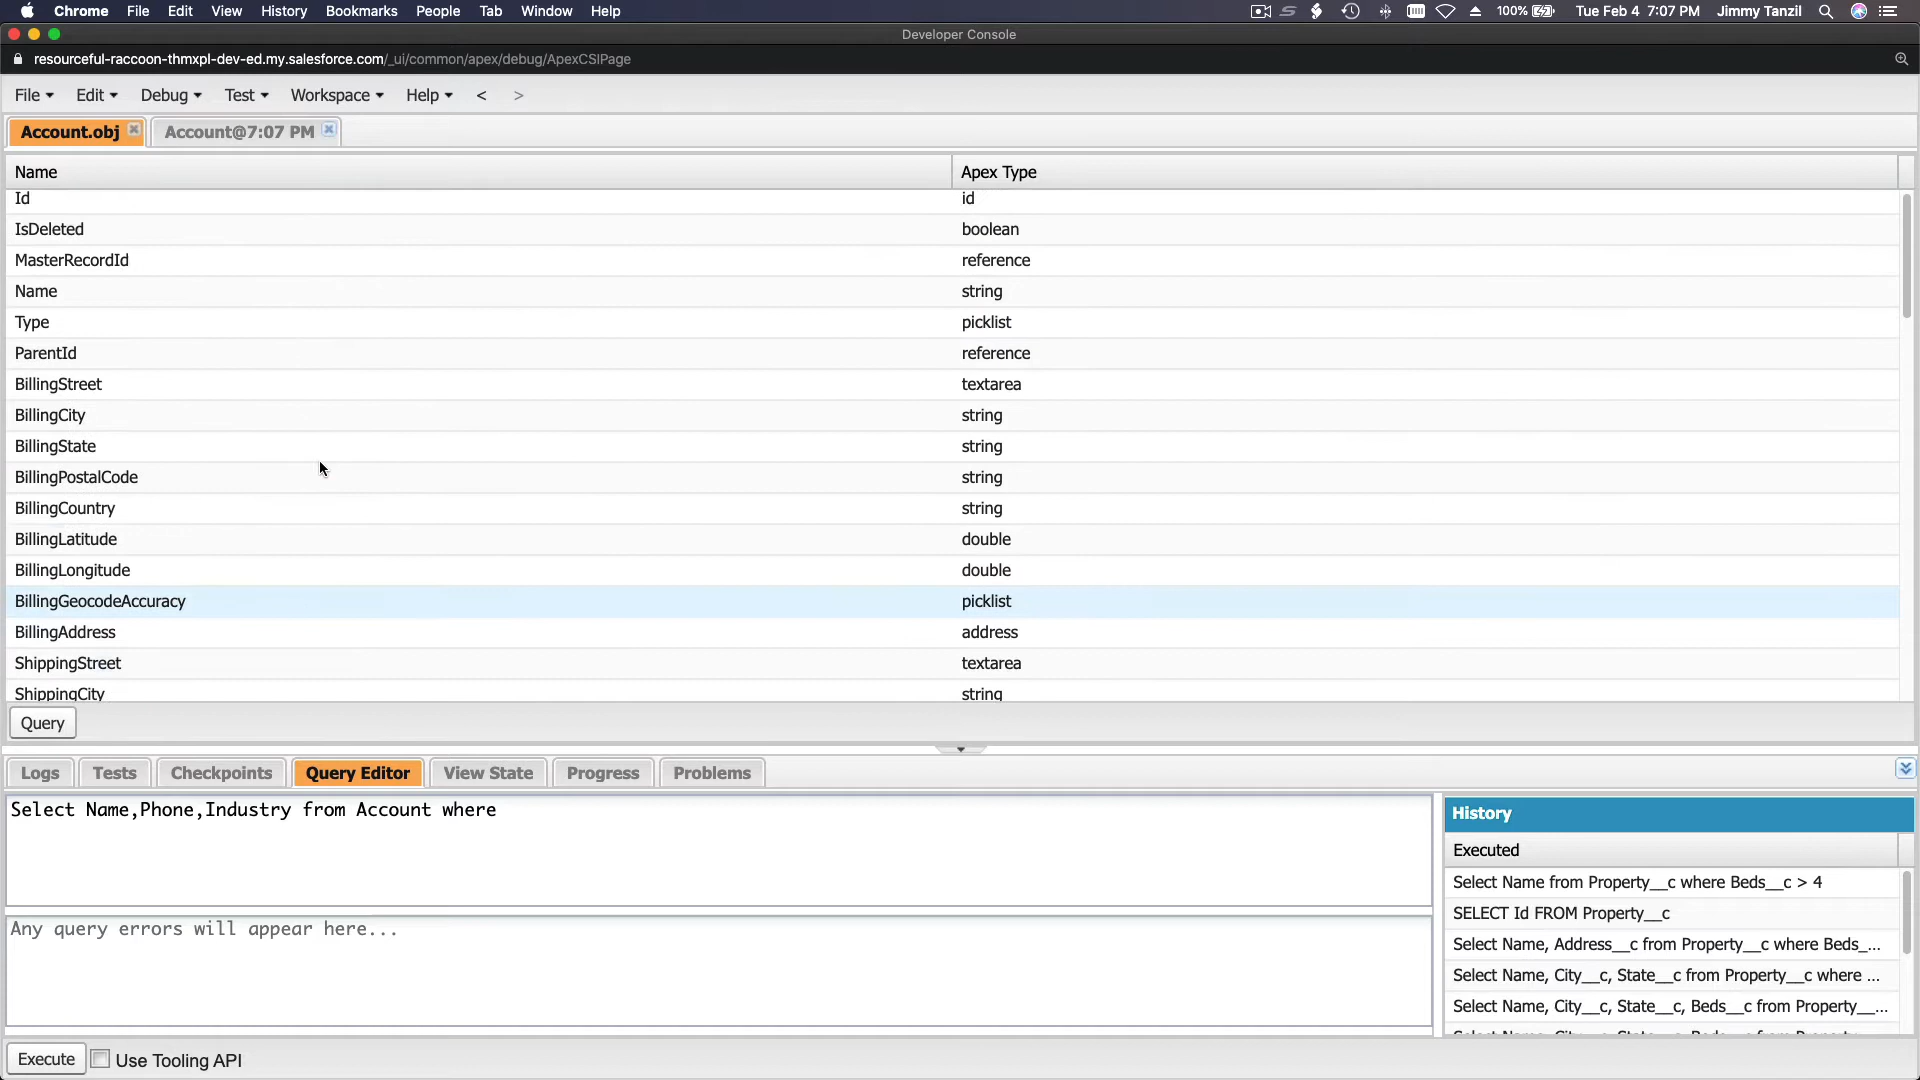 Chrome File Edit View History Bookmarks People Tab Window Help 100% Tue Feb 4 7:07 PM Jimmy Tanzil
Developer Console
resourceful-raccoon-thmxpl-dev-ed.my.salesforce.com/_ui/common/apex/debug/ApexCSIPage
File Edit Debug Test Workspace Help < >
Account.obj Account@7:07 PM
Name Apex Type
Id id
IsDeleted boolean
MasterRecordId reference
Name string
Type picklist
ParentId reference
BillingStreet textarea
BillingCity string
BillingState string
BillingPostalCode string
BillingCountry string
BillingLatitude double
BillingLongitude double
BillingGeocodeAccuracy picklist
BillingAddress address
ShippingStreet textarea
ShippingCity string
Query
Logs Tests Checkpoints Query Editor View State Progress Problems
Select Name,Phone,Industry from Account where
Any query errors will appear here...
History
Executed
Select Name from Property__c where Beds__c > 4
SELECT Id FROM Property__c
Select Name, Address__c from Property__c where Beds_...
Select Name, City__c, State__c from Property__c where ...
Select Name, City__c, State__c, Beds__c from Property__...
Execute Use Tooling API